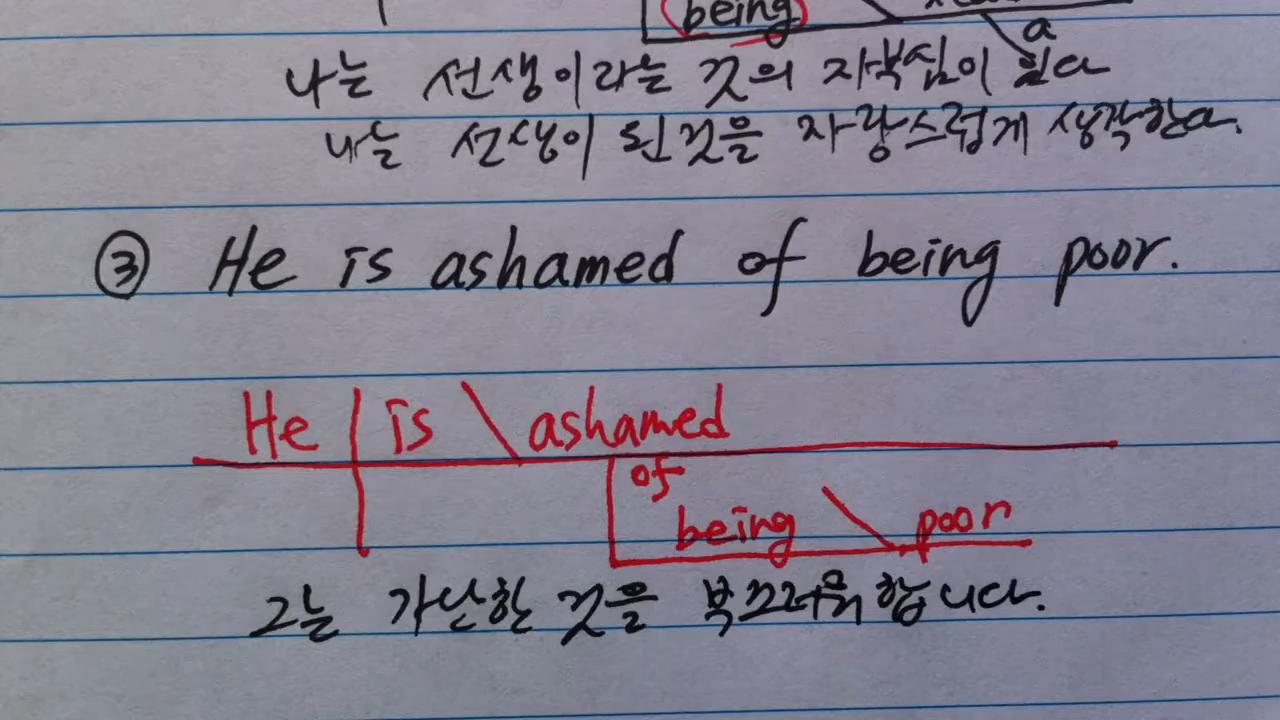 being
a
나는 선생이라는 것의 자부심이 있다
나는 선생이 된것을 자랑스럽게 생각한다.
③ He is ashamed of being poor.
He is ashamed
of
being poor
그는 가난한 것을 부끄러워 합니다.